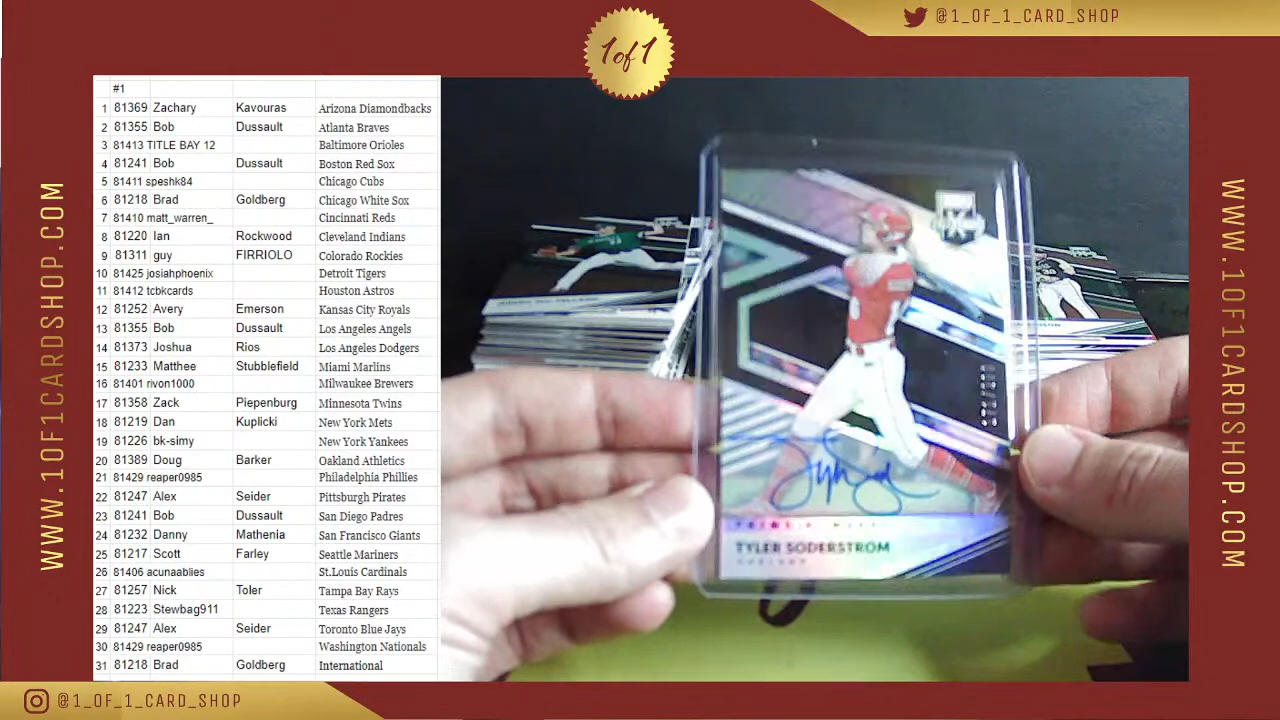 @1_OF_1_CARD_SHOP
1of1
WWW.1OF1CARDSHOP.COM
WWW.1OF1CARDSHOP.COM
#1
1 81369 Zachary Kavouras Arizona Diamondbacks
2 81355 Bob Dussault Atlanta Braves
3 81413 TITLE BAY 12 Baltimore Orioles
4 81241 Bob Dussault Boston Red Sox
5 81411 speshk84 Chicago Cubs
6 81218 Brad Goldberg Chicago White Sox
7 81410 matt_warren_ Cincinnati Reds
8 81220 Ian Rockwood Cleveland Indians
9 81311 guy FIRRIOLO Colorado Rockies
10 81425 josiahphoenix Detroit Tigers
11 81412 tcbkcards Houston Astros
12 81252 Avery Emerson Kansas City Royals
13 81355 Bob Dussault Los Angeles Angels
14 81373 Joshua Rios Los Angeles Dodgers
15 81233 Matthee Stubblefield Miami Marlins
16 81401 rivon1000 Milwaukee Brewers
17 81358 Zack Piepenburg Minnesota Twins
18 81219 Dan Kuplicki New York Mets
19 81226 bk-simy New York Yankees
20 81389 Doug Barker Oakland Athletics
21 81429 reaper0985 Philadelphia Phillies
22 81247 Alex Seider Pittsburgh Pirates
23 81241 Bob Dussault San Diego Padres
24 81232 Danny Mathenia San Francisco Giants
25 81217 Scott Farley Seattle Mariners
26 81406 acunaablies St.Louis Cardinals
27 81257 Nick Toler Tampa Bay Rays
28 81223 Stewbag911 Texas Rangers
29 81247 Alex Seider Toronto Blue Jays
30 81429 reaper0985 Washington Nationals
31 81218 Brad Goldberg International
TYLER SODERSTROM
@1_OF_1_CARD_SHOP